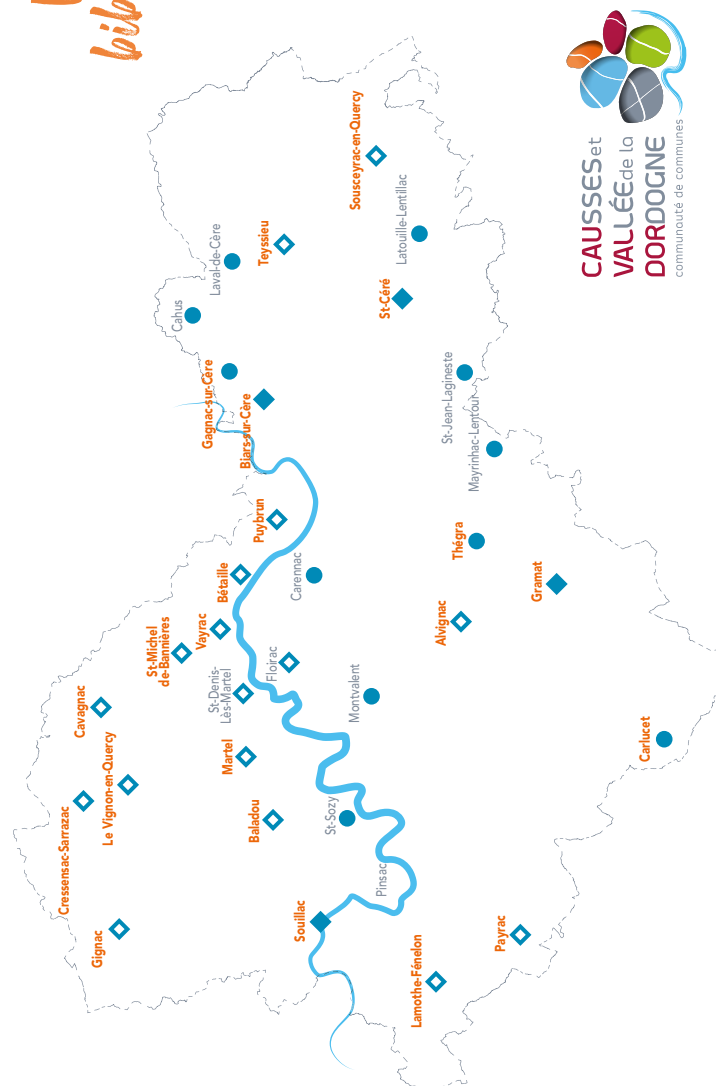 bib
Cressensac-Sarrazac
Cavagnac
Gignac
Le Vignon-en-Quercy
St-Michel
de-Bannières
Cahus
Vayrac
Gagnac-sur-Cère
Laval-de-Cère
St-Denis-
Lès-Martel
Bétaille
Martel
Biars-sur-Cère
Baladou
Puybrun
Teyssieu
Floirac
Carennac
Souillac
St-Sozy
Montvalent
Sousceyrac-en-Quercy
Pinsac
St-Céré
Latouille-Lentillac
Lamothe-Fénelon
Alvignac
St-Jean-Lagineste
Thégra
Mayrinhac-Lentour
Payrac
Gramat
Carlucet
CAUSSES et
VALLÉE de la
DORDOGNE
communauté de communes